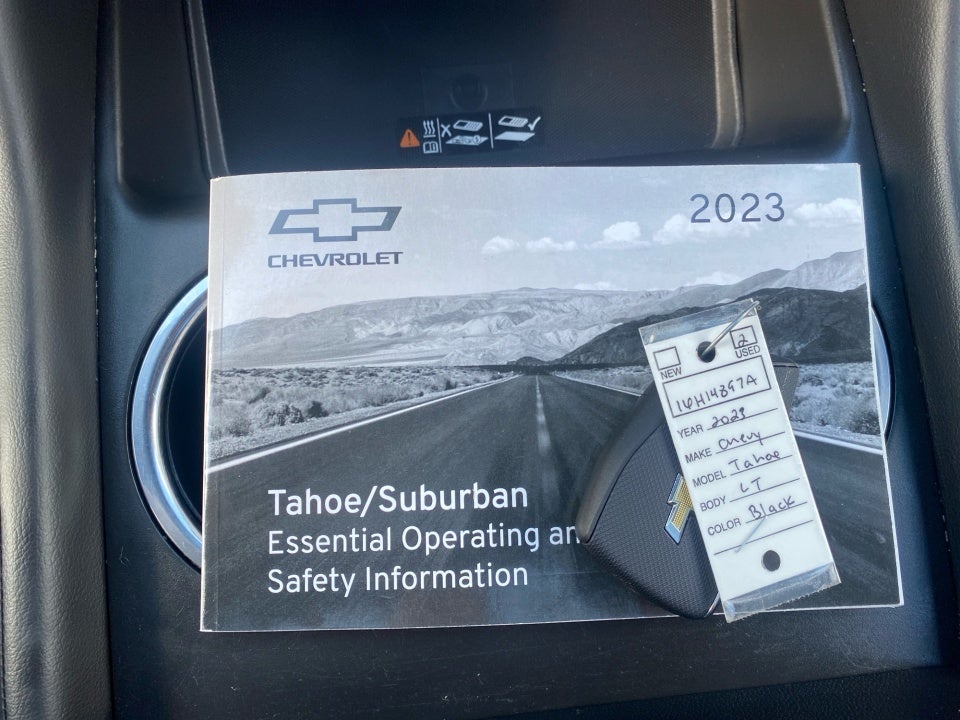 CHEVROLET
2023
Tahoe/Suburban
Essential Operating an
Safety Information
NEW
2
USED
16H14897A
YEAR 2023
MAKE Chevy
MODEL Tahoe
BODY LT
COLOR Black